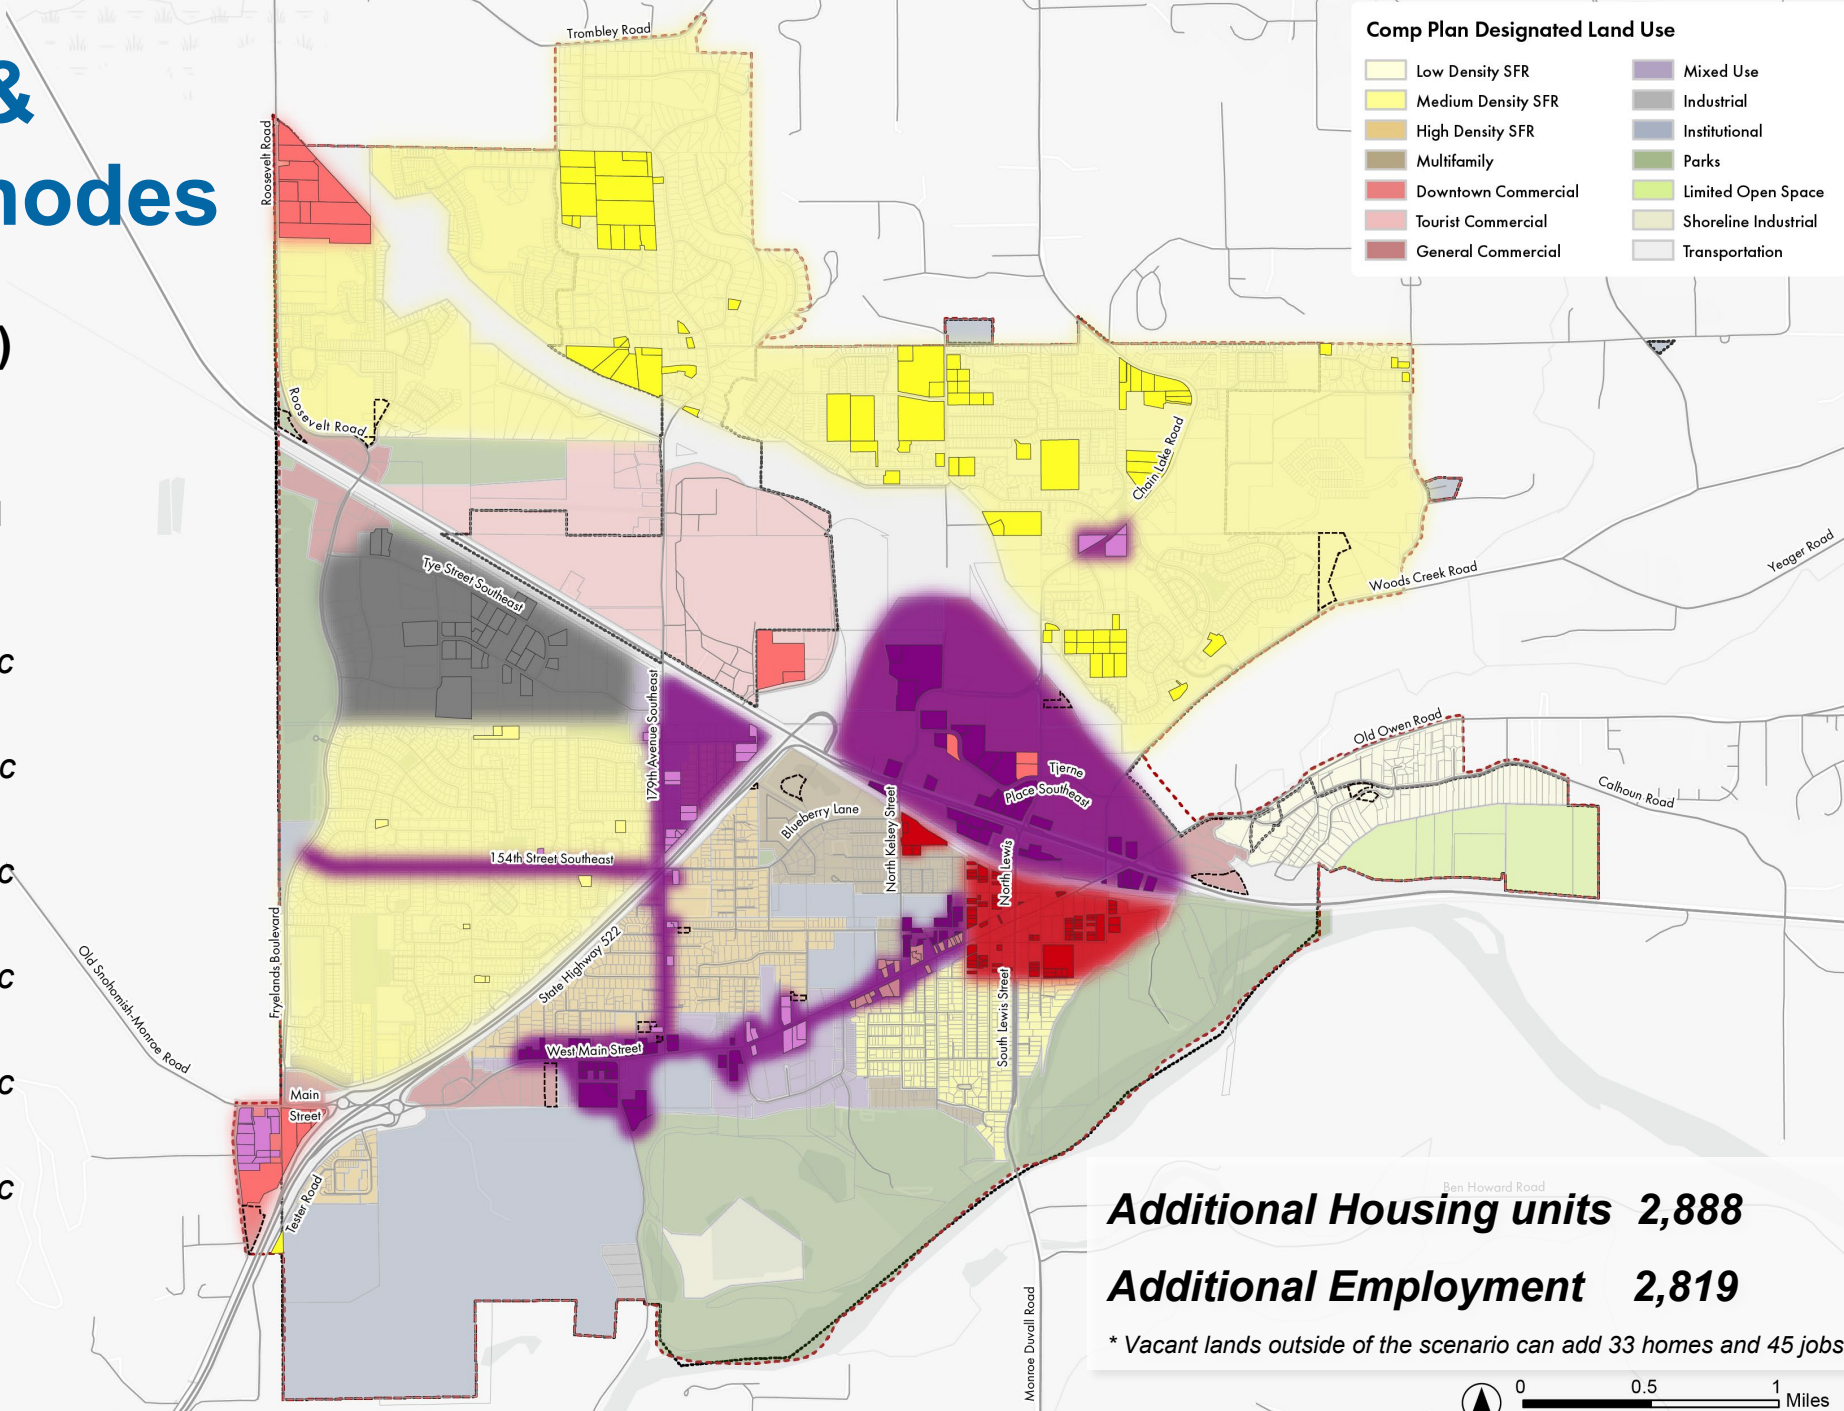 &
nodes
)
c
c
c
c
c
c
Comp Plan Designated Land Use
Low Density SFR
Medium Density SFR
High Density SFR
Multifamily
Downtown Commercial
Tourist Commercial
General Commercial
Mixed Use
Industrial
Institutional
Parks
Limited Open Space
Shoreline Industrial
Transportation
Trombley Road
Roosevelt Road
Roosevelt Road
Chain Lake Road
Woods Creek Road
Yeager Road
Tye Street Southeast
179th Avenue Southeast
Old Owen Road
Calhoun Road
Tjerne
Place Southeast
Blueberry Lane
North Kelsey Street
North Lewis
154th Street Southeast
State Highway 522
Fryelands Boulevard
Old Snohomish-Monroe Road
South Lewis Street
West Main Street
Main
Street
Tester Road
Ben Howard Road
Monroe Duvall Road
Additional Housing units 2,888
Additional Employment 2,819
* Vacant lands outside of the scenario can add 33 homes and 45 jobs
0 0.5 1
Miles